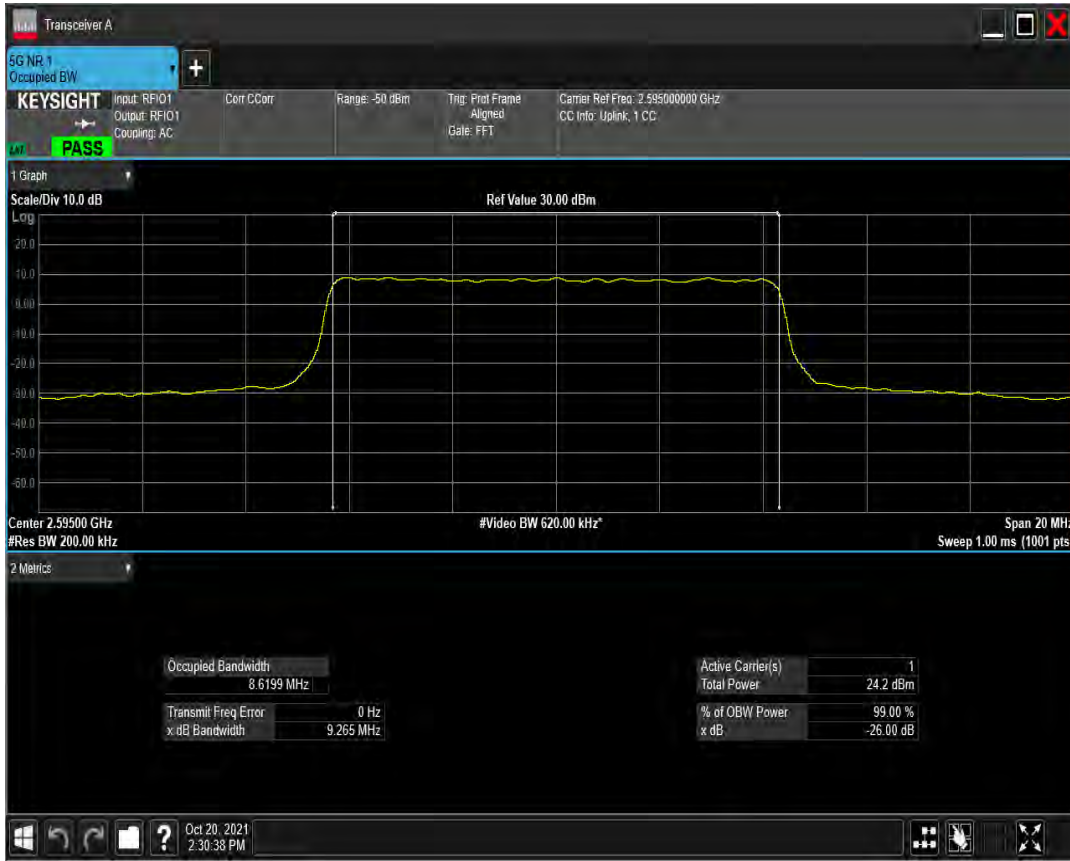 Transceiver A
5G NR 1
Occupied BW
+
KEYSIGHT
PASS
Input: RFIO1
Output: RFIO1
Coupling: AC
Corr CCorr
Range: -50 dBm
Trig: Prot Frame
Aligned
Gate: FFT
Carrier Ref Freq: 2.595000000 GHz
CC Info: Uplink, 1 CC
1 Graph
Scale/Div 10.0 dB
Ref Value 30.00 dBm
Log
20.0
10.0
0.00
-10.0
-20.0
-30.0
-40.0
-50.0
-60.0
Center 2.59500 GHz
#Video BW 620.00 kHz*
Span 20 MHz
#Res BW 200.00 kHz
Sweep 1.00 ms (1001 pts
2 Metrics
Occupied Bandwidth
8.6199 MHz
Transmit Freq Error 0 Hz
x dB Bandwidth 9.265 MHz
Active Carrier(s) 1
Total Power 24.2 dBm
% of OBW Power 99.00 %
x dB -26.00 dB
?
Oct 20, 2021
2:30:38 PM